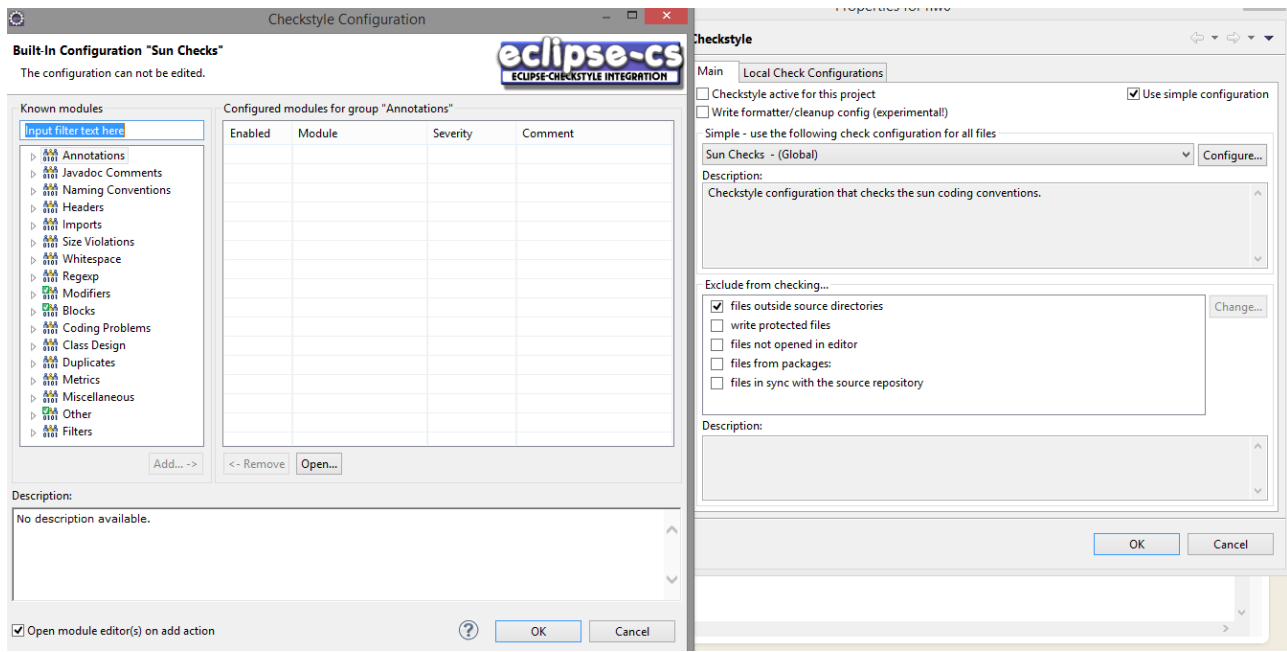 Checkstyle Configuration
Built-In Configuration "Sun Checks"
The configuration can not be edited.
eclipse-cs
ECLIPSE-CHECKSTYLE INTEGRATION
Known modules
Input filter text here
Annotations
Javadoc Comments
Naming Conventions
Headers
Imports
Size Violations
Whitespace
Regexp
Modifiers
Blocks
Coding Problems
Class Design
Duplicates
Metrics
Miscellaneous
Other
Filters
Add... ->
Configured modules for group "Annotations"
Enabled Module Severity Comment
<- Remove Open...
Description:
No description available.
Open module editor(s) on add action
OK Cancel
Properties for
Checkstyle
Main Local Check Configurations
Checkstyle active for this project Use simple configuration
Write formatter/cleanup config (experimental!)
Simple - use the following check configuration for all files
Sun Checks - (Global) Configure...
Description:
Checkstyle configuration that checks the sun coding conventions.
Exclude from checking...
files outside source directories Change...
write protected files
files not opened in editor
files from packages:
files in sync with the source repository
Description:
OK Cancel